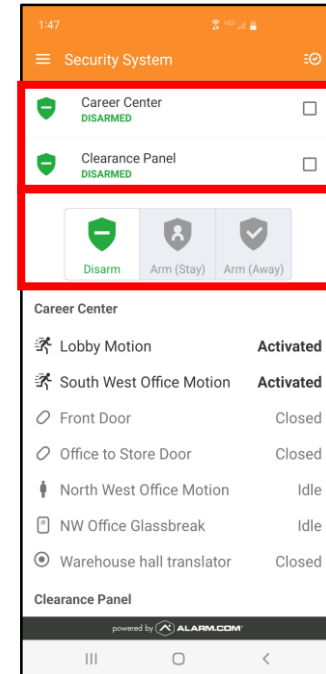 1:47
Security System
Career Center
DISARMED
Clearance Panel
DISARMED
Disarm Arm (Stay) Arm (Away)
Career Center
Lobby Motion Activated
South West Office Motion Activated
Front Door Closed
Office to Store Door Closed
North West Office Motion Idle
NW Office Glassbreak Idle
Warehouse hall translator Closed
Clearance Panel
powered by ALARM.COM